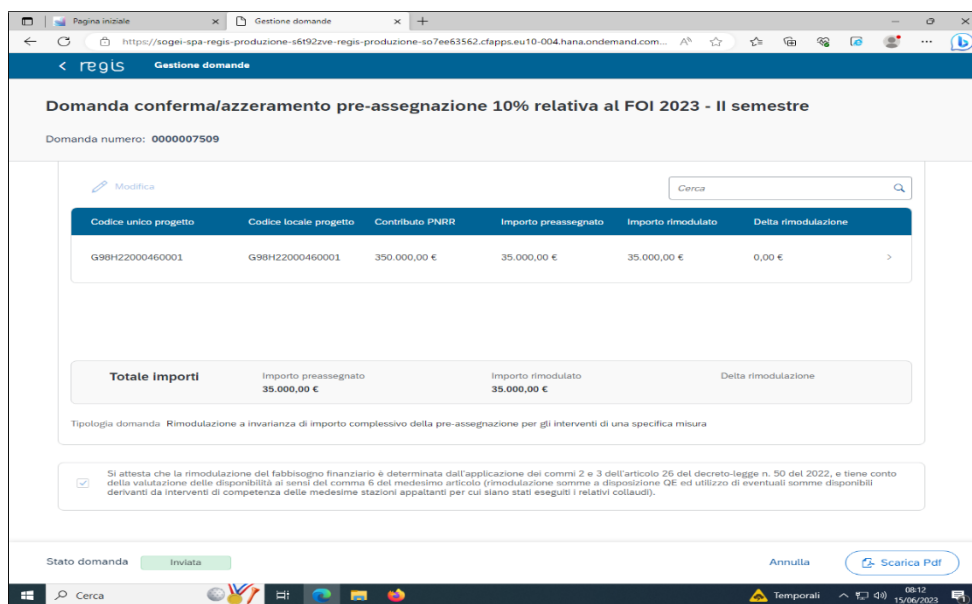 Pagina iniziale
Gestione domande
https://sogei-spa-regis-produzione-s6t92zve-regis-produzione-so7ee63562.cfapps.eu10-004.hana.ondemand.com...
regis Gestione domande
Domanda conferma/azzeramento pre-assegnazione 10% relativa al FOI 2023 - II semestre
Domanda numero: 0000007509
Modifica
Cerca
Codice unico progetto Codice locale progetto Contributo PNRR Importo preassegnato Importo rimodulato Delta rimodulazione
G98H22000460001 G98H22000460001 350.000,00 € 35.000,00 € 35.000,00 € 0,00 €
Totale importi Importo preassegnato Importo rimodulato Delta rimodulazione
35.000,00 € 35.000,00 €
Tipologia domanda Rimodulazione a invarianza di importo complessivo della pre-assegnazione per gli interventi di una specifica misura
Si attesta che la rimodulazione del fabbisogno finanziario è determinata dall'applicazione dei commi 2 e 3 dell'articolo 26 del decreto-legge n. 50 del 2022, e tiene conto
della valutazione delle disponibilità ai sensi del comma 6 del medesimo articolo (rimodulazione somme a disposizione QE ed utilizzo di eventuali somme disponibili
derivanti da interventi di competenza delle medesime stazioni appaltanti per cui siano stati eseguiti i relativi collaudi).
Stato domanda Inviata Annulla Scarica Pdf
Cerca Temporali 08:12
15/06/2023